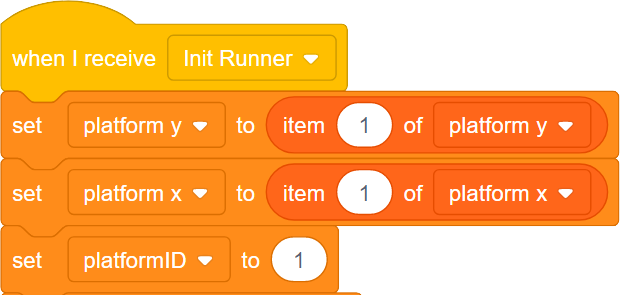 when I receive Init Runner
set platform y to item 1 of platform y
set platform x to item 1 of platform x
set platformID to 1